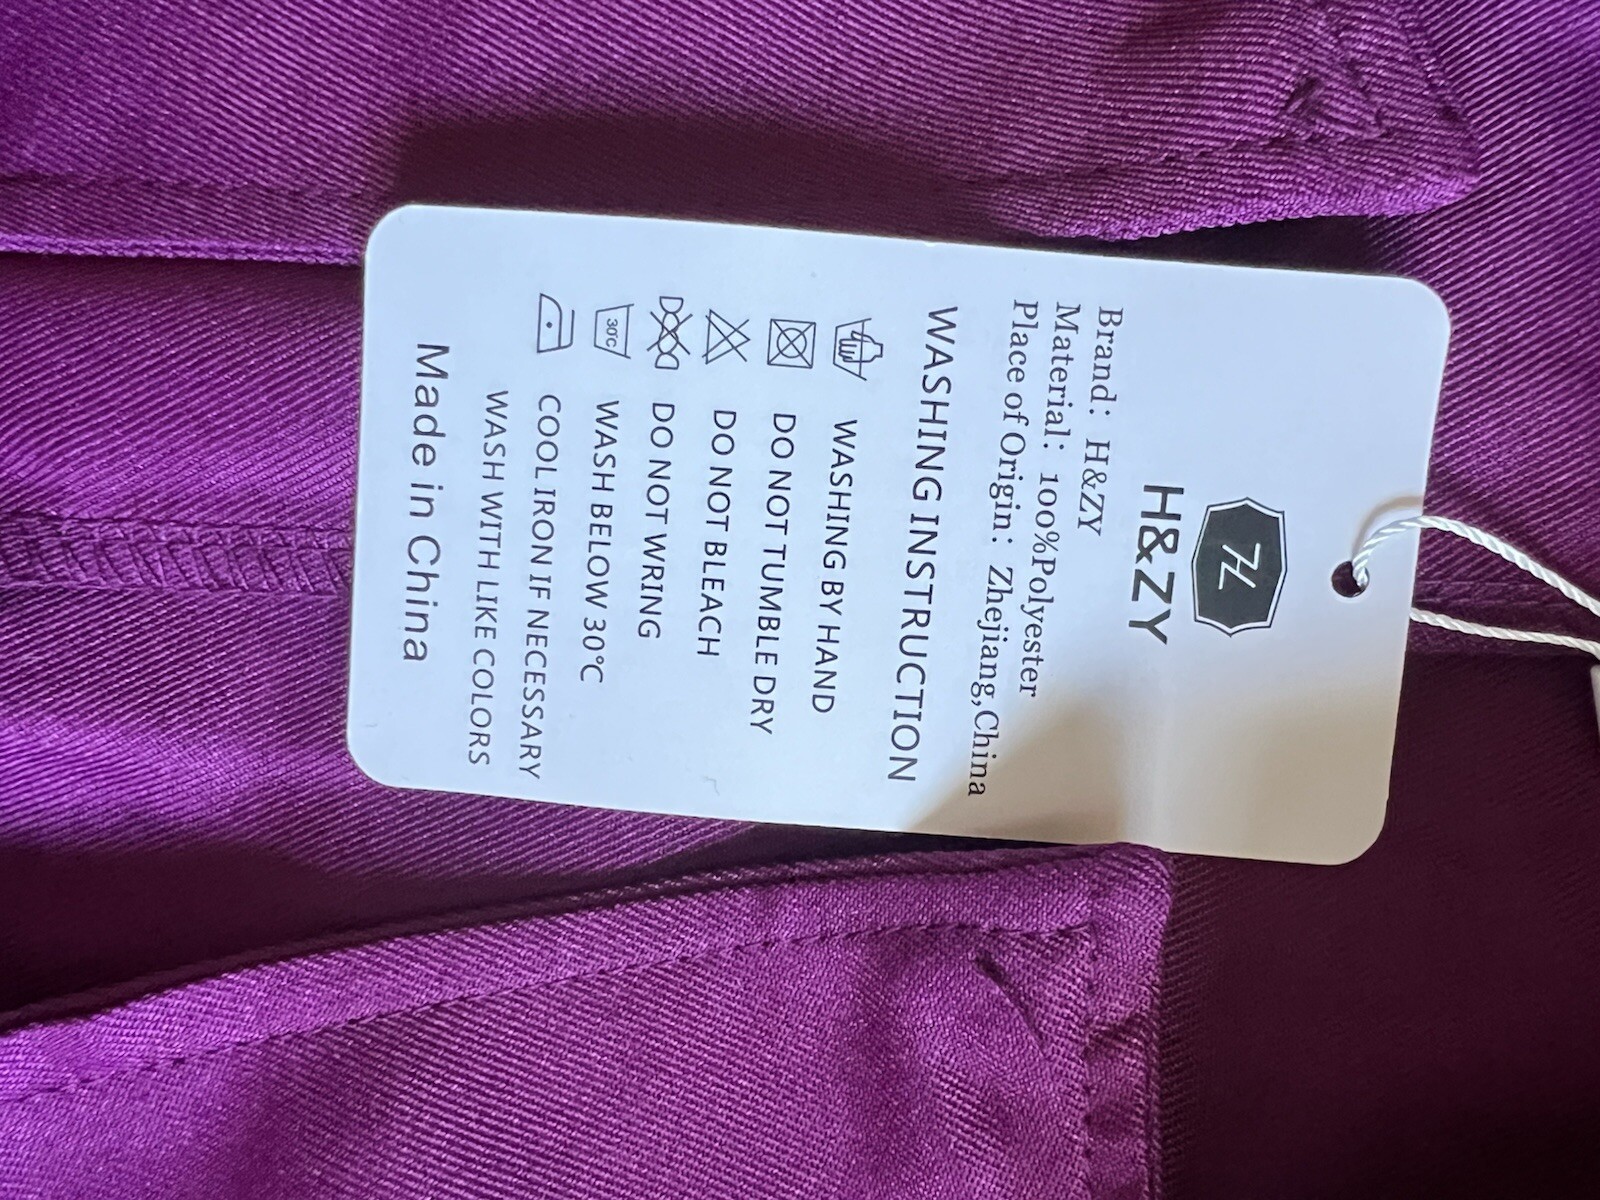 H&ZY
Brand: H&ZY
Material: 100%Polyester
Place of Origin: Zhejiang,China
WASHING INSTRUCTION
WASHING BY HAND
DO NOT TUMBLE DRY
DO NOT BLEACH
DO NOT WRING
30°C WASH BELOW 30°C
COOL IRON IF NECESSARY
WASH WITH LIKE COLORS
Made in China